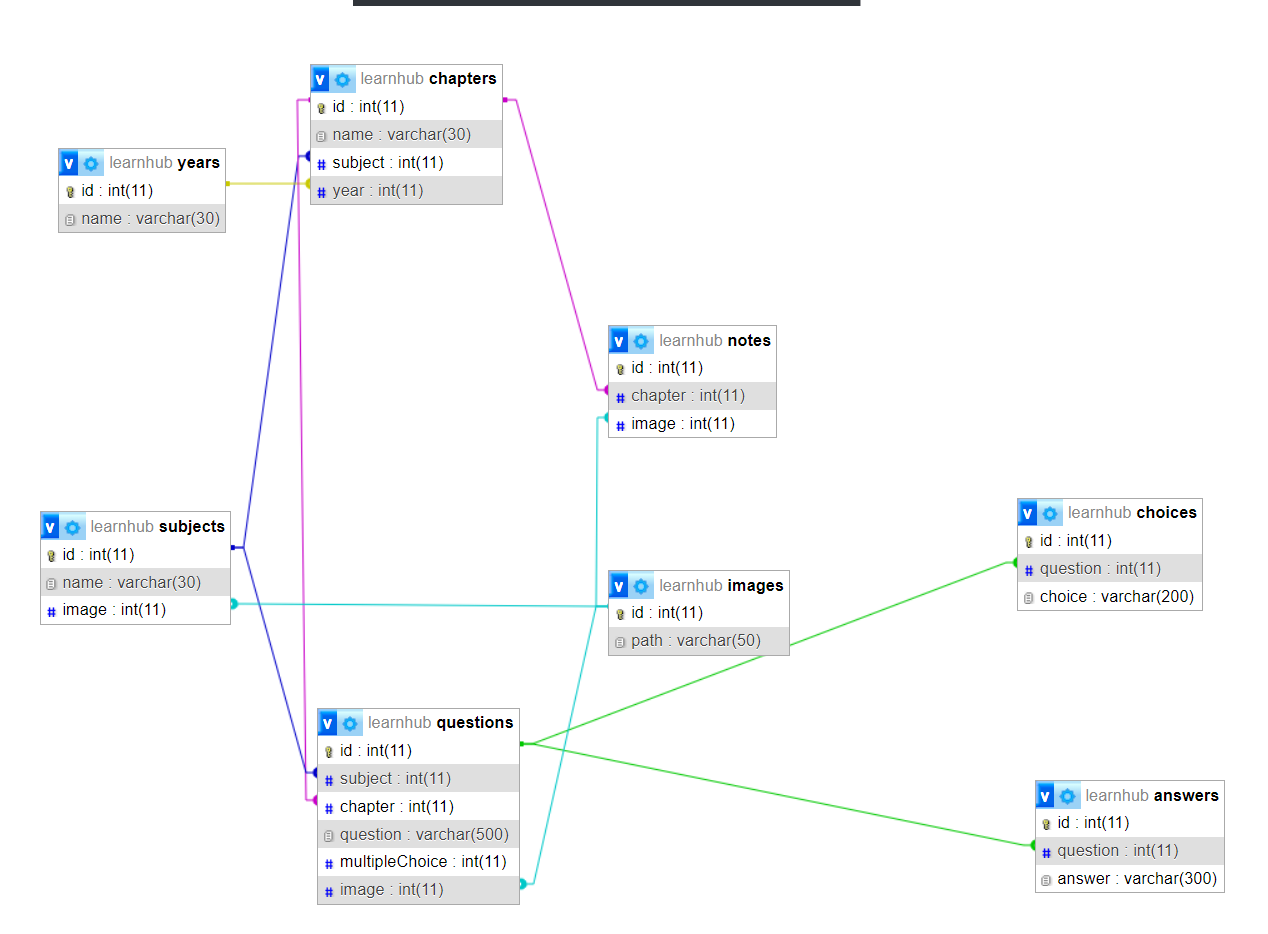 learnhub chapters
id : int(11)
name : varchar(30)
subject : int(11)
year : int(11)
learnhub years
id : int(11)
name : varchar(30)
learnhub notes
id : int(11)
chapter : int(11)
image : int(11)
learnhub subjects
id : int(11)
name : varchar(30)
image : int(11)
learnhub choices
id : int(11)
question : int(11)
choice : varchar(200)
learnhub images
id : int(11)
path : varchar(50)
learnhub questions
id : int(11)
subject : int(11)
chapter : int(11)
question : varchar(500)
multipleChoice : int(11)
image : int(11)
learnhub answers
id : int(11)
question : int(11)
answer : varchar(300)